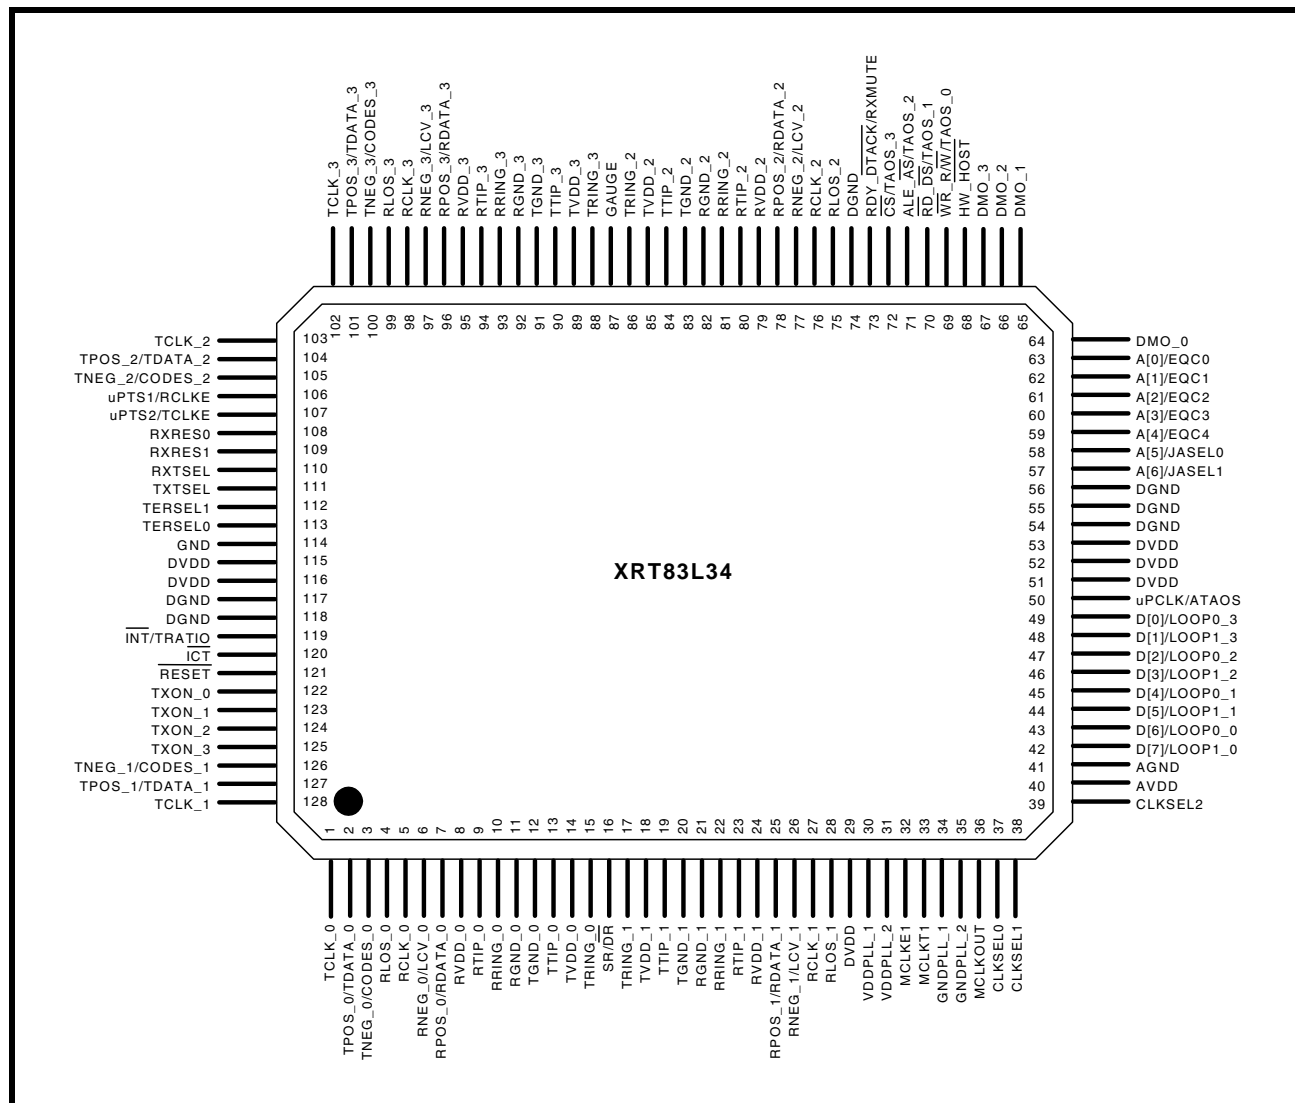 TCLK_3
TPOS_3/TDATA_3
TNEG_3/CODES_3
RLOS_3
RCLK_3
RNEG_3/LCV_3
RPOS_3/RDATA_3
RVDD_3
RTIP_3
RRING_3
RGND_3
TGND_3
TTIP_3
TVDD_3
TRING_3
GAUGE
TRING_2
TVDD_2
TTIP_2
TGND_2
RGND_2
RRING_2
RTIP_2
RVDD_2
RPOS_2/RDATA_2
RNEG_2/LCV_2
RCLK_2
RLOS_2
DGND
RDY_DTACK/RXMUTE
CS/TAOS_3
ALE_AS/TAOS_2
RD_DS/TAOS_1
WR_R/W/TAOS_0
HW_HOST
DMO_3
DMO_2
DMO_1
102
101
100
99
98
97
96
95
94
93
92
91
90
89
88
87
86
85
84
83
82
81
80
79
78
77
76
75
74
73
72
71
70
69
68
67
66
65
TCLK_2 103
TPOS_2/TDATA_2 104
TNEG_2/CODES_2 105
uPTS1/RCLKE 106
uPTS2/TCLKE 107
RXRES0 108
RXRES1 109
RXTSEL 110
TXTSEL 111
TERSEL1 112
TERSEL0 113
GND 114
DVDD 115
DVDD 116
DGND 117
DGND 118
INT/TRATIO 119
ICT 120
RESET 121
TXON_0 122
TXON_1 123
TXON_2 124
TXON_3 125
TNEG_1/CODES_1 126
TPOS_1/TDATA_1 127
TCLK_1 128
XRT83L34
64 DMO_0
63 A[0]/EQC0
62 A[1]/EQC1
61 A[2]/EQC2
60 A[3]/EQC3
59 A[4]/EQC4
58 A[5]/JASEL0
57 A[6]/JASEL1
56 DGND
55 DGND
54 DGND
53 DVDD
52 DVDD
51 DVDD
50 uPCLK/ATAOS
49 D[0]/LOOP0_3
48 D[1]/LOOP1_3
47 D[2]/LOOP0_2
46 D[3]/LOOP1_2
45 D[4]/LOOP0_1
44 D[5]/LOOP1_1
43 D[6]/LOOP0_0
42 D[7]/LOOP1_0
41 AGND
40 AVDD
39 CLKSEL2
1
2
3
4
5
6
7
8
9
10
11
12
13
14
15
16
17
18
19
20
21
22
23
24
25
26
27
28
29
30
31
32
33
34
35
36
37
38
TCLK_0
TPOS_0/TDATA_0
TNEG_0/CODES_0
RLOS_0
RCLK_0
RNEG_0/LCV_0
RPOS_0/RDATA_0
RVDD_0
RTIP_0
RRING_0
RGND_0
TGND_0
TTIP_0
TVDD_0
TRING_0
SR/DR
TRING_1
TVDD_1
TTIP_1
TGND_1
RGND_1
RRING_1
RTIP_1
RVDD_1
RPOS_1/RDATA_1
RNEG_1/LCV_1
RCLK_1
RLOS_1
DVDD
VDDPLL_1
VDDPLL_2
MCLKE1
MCLKT1
GNDPLL_1
GNDPLL_2
MCLKOUT
CLKSEL0
CLKSEL1